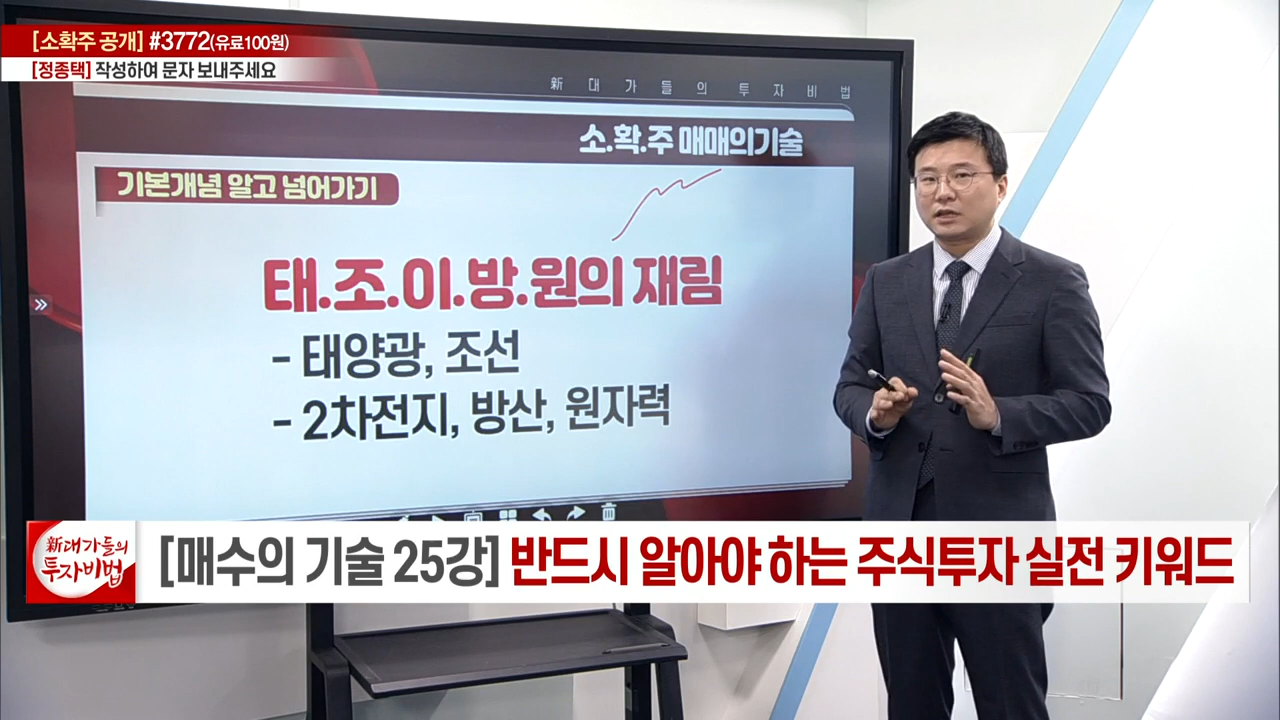 [소확주 공개] #3772(유료100원)
[정종택] 작성하여 문자 보내주세요
新 대가들의 투자비법
소.확.주 매매의기술
기본개념 알고 넘어가기
태.조.이.방.원의 재림
- 태양광, 조선
- 2차전지, 방산, 원자력
新대가들의
투자비법
[매수의 기술 25강] 반드시 알아야 하는 주식투자 실전 키워드